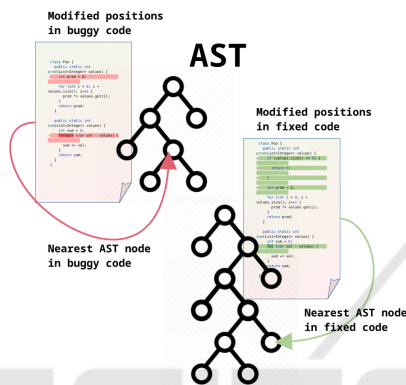 Modified positions
in buggy code
AST
class Foo {
public static int
prod(List<Integer> values) {
int prod = 0;
for (int i = 0; i <
values.size(); i++) {
prod *= values.get(i);
}
return prod;
}
public static int
sum(List<Integer> values) {
int sum = 0;
foreach (var val : values) {
sum += val;
}
return sum;
}
}
Nearest AST node
in buggy code
Modified positions
in fixed code
class Foo {
public static int
prod(List<Integer> values) {
if (values.size() == 0) {
return 0;
}
int prod = 1;
for (int i = 0; i <
values.size(); i++) {
prod *= values.get(i);
}
return prod;
}
public static int
sum(List<Integer> values) {
int sum = 0;
for (var val : values) {
sum += val;
}
return sum;
Nearest AST node
in fixed code